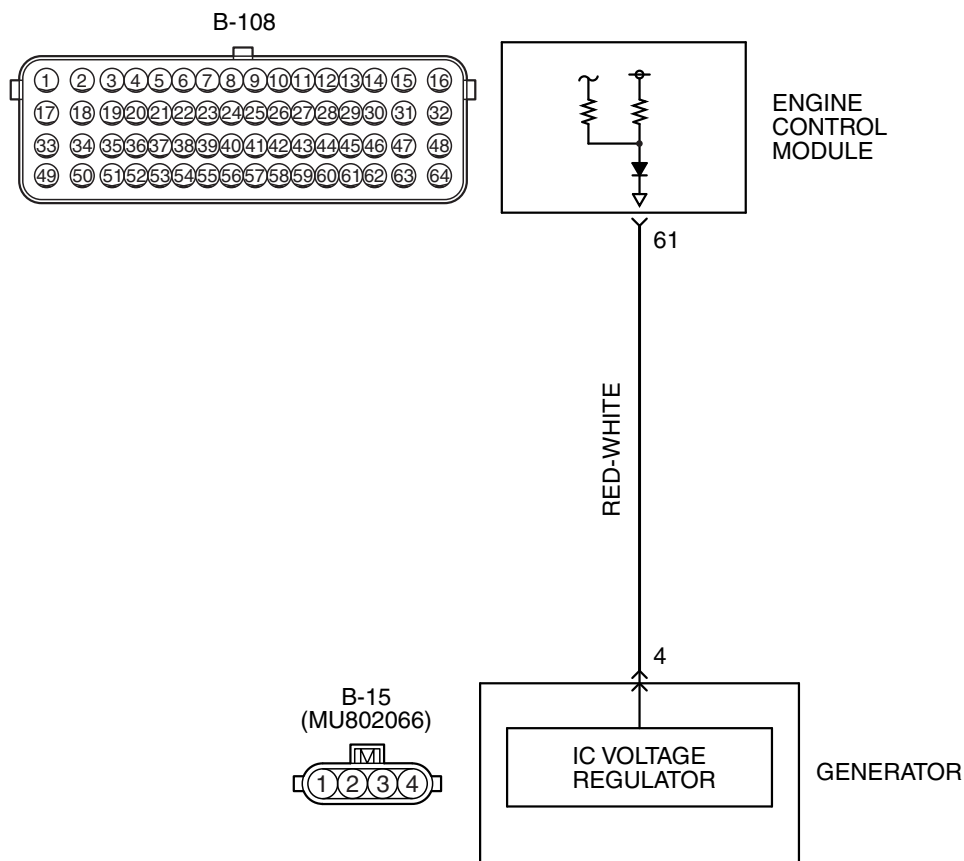 B-108
1 2 3 4 5 6 7 8 9 10 11 12 13 14 15 16
17 18 19 20 21 22 23 24 25 26 27 28 29 30 31 32
33 34 35 36 37 38 39 40 41 42 43 44 45 46 47 48
49 50 51 52 53 54 55 56 57 58 59 60 61 62 63 64
ENGINE
CONTROL
MODULE
61
RED-WHITE
4
B-15
(MU802066)
1 2 3 4
IC VOLTAGE
REGULATOR
GENERATOR